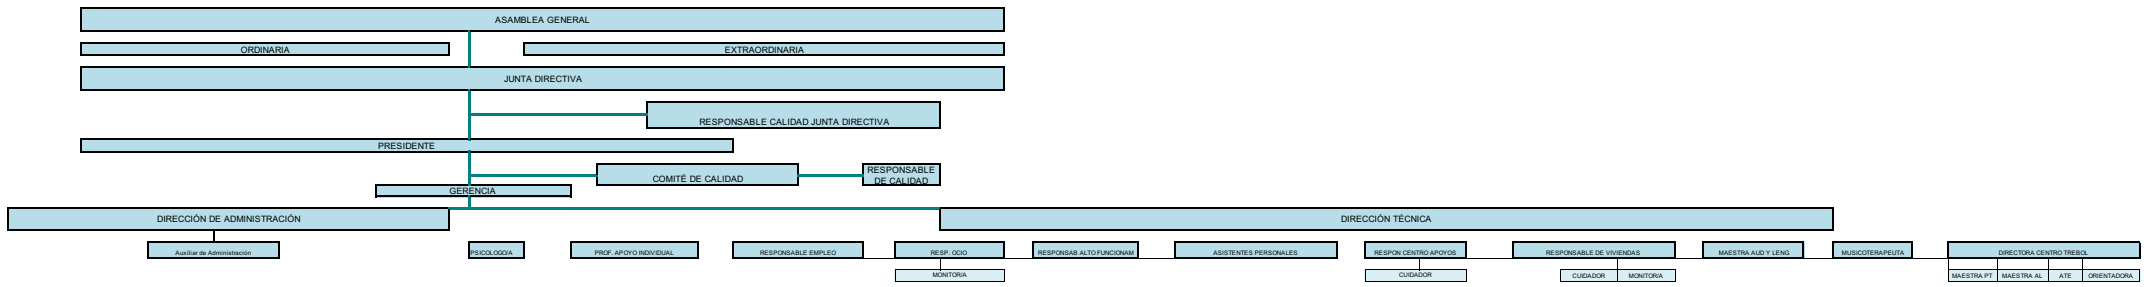 ASAMBLEA GENERAL
ORDINARIA
EXTRAORDINARIA
JUNTA DIRECTIVA
RESPONSABLE CALIDAD JUNTA DIRECTIVA
PRESIDENTE
COMITÉ DE CALIDAD
RESPONSABLE
DE CALIDAD
GERENCIA
DIRECCIÓN DE ADMINISTRACIÓN
DIRECCIÓN TÉCNICA
Auxiliar de Administración
PSICOLOGO/A
PROF. APOYO INDIVIDUAL
RESPONSABLE EMPLEO
RESP. OCIO
RESPONSAB ALTO FUNCIONAM
ASISTENTES PERSONALES
RESPON CENTRO APOYOS
RESPONSABLE DE VIVIENDAS
MAESTRA AUD Y LENG
MUSICOTERAPEUTA
DIRECTORA CENTRO TREBOL
MONITOR/A
CUIDADOR
CUIDADOR
MONITOR/A
MAESTRA PT
MAESTRA AL
ATE
ORIENTADORA